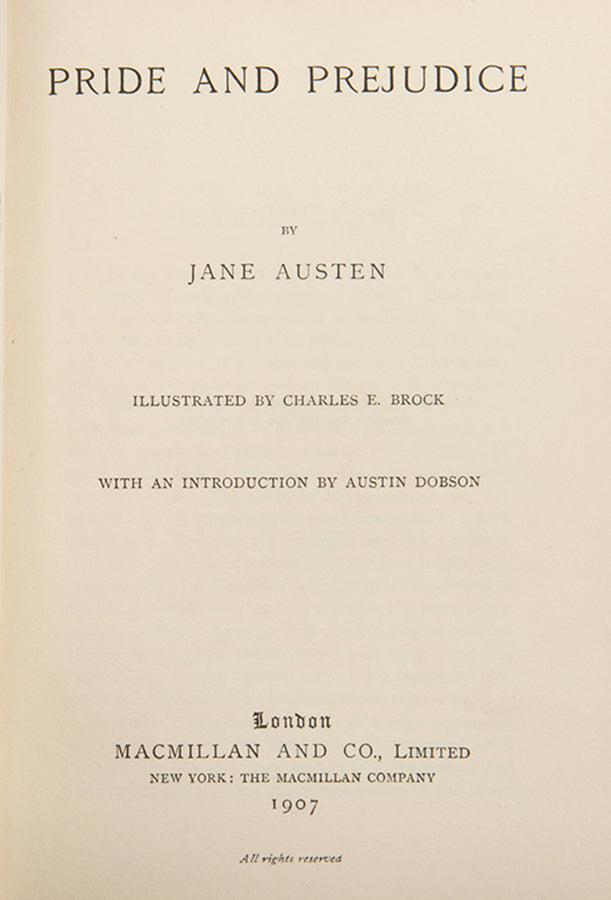 PRIDE AND PREJUDICE
BY
JANE AUSTEN
ILLUSTRATED BY CHARLES E. BROCK
WITH AN INTRODUCTION BY AUSTIN DOBSON
London
MACMILLAN AND CO., LIMITED
NEW YORK: THE MACMILLAN COMPANY
1907
All rights reserved